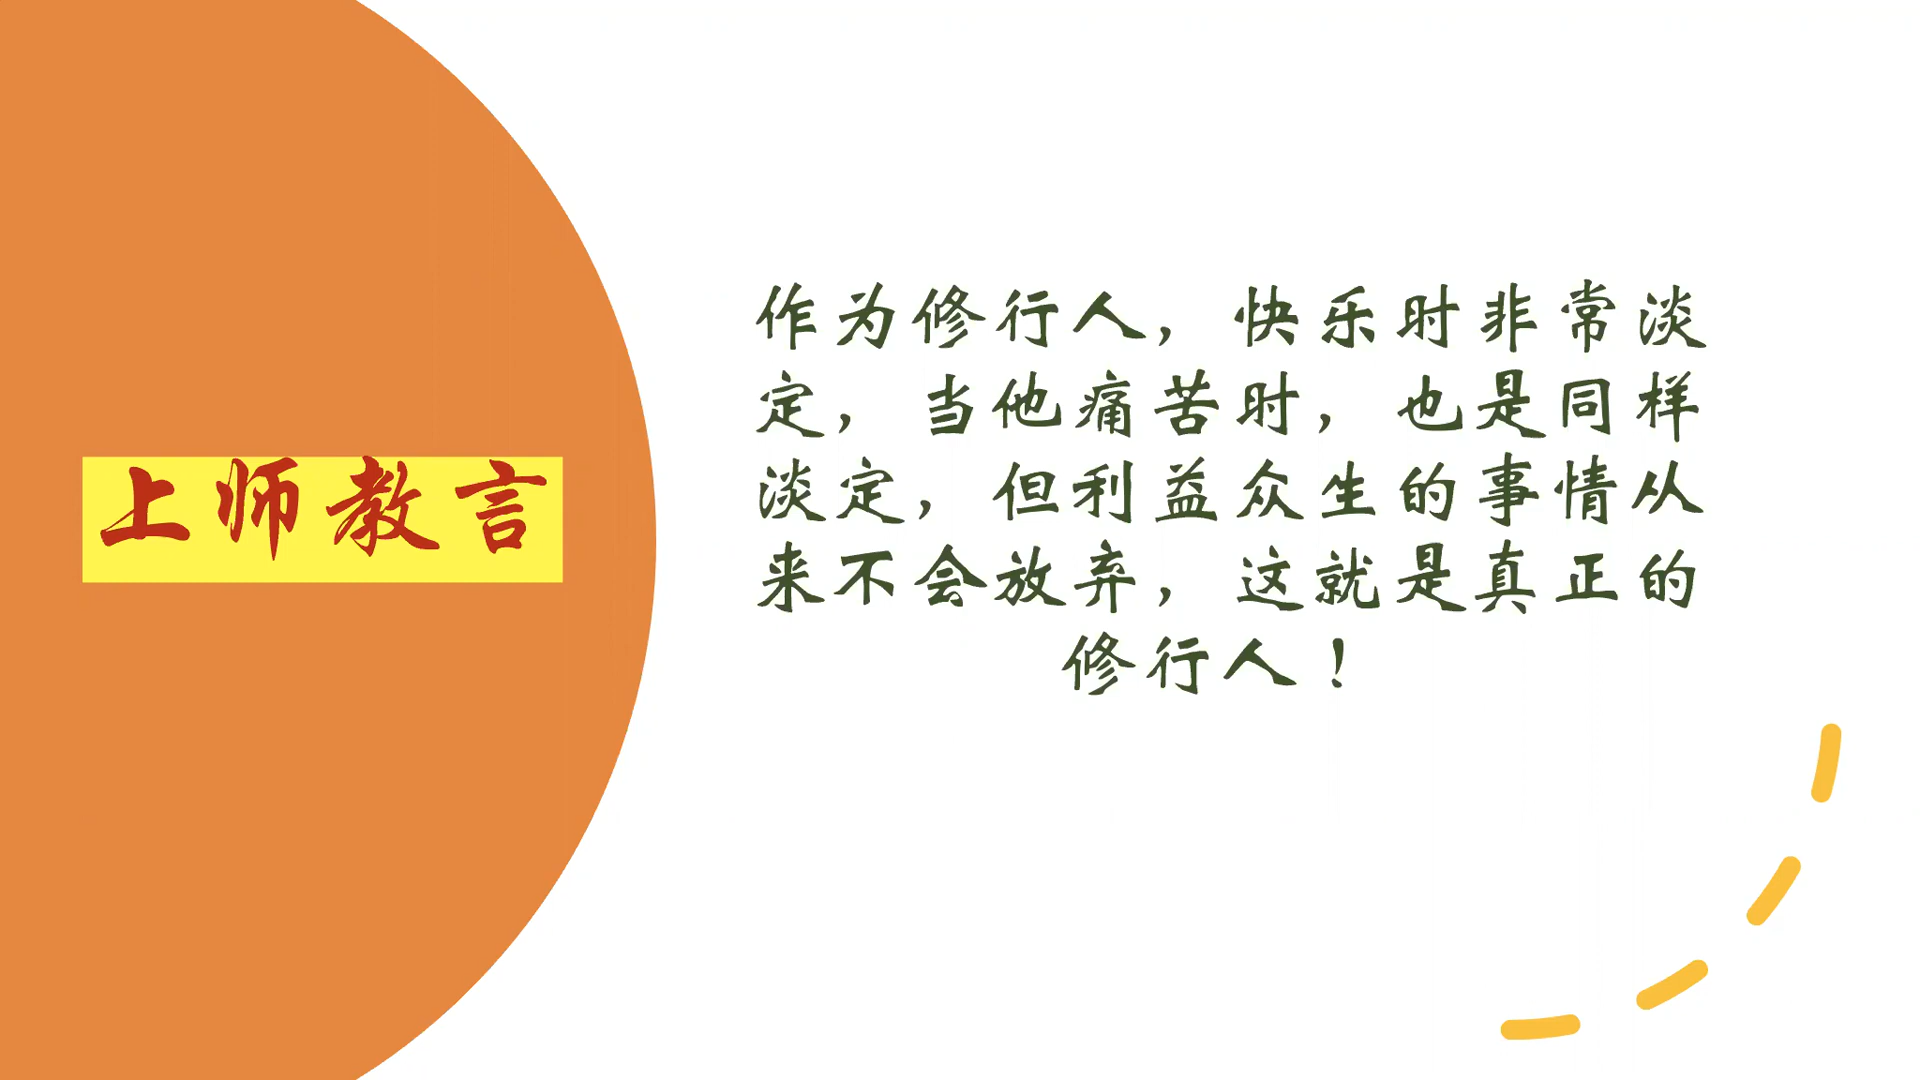 上师教言
作为修行人，快乐时非常淡
定，当他痛苦时，也是同样
淡定，但利益众生的事情从
来不会放弃，这就是真正的
修行人！